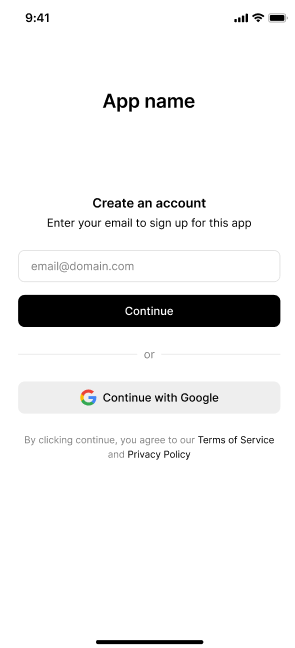 9:41
App name
Create an account
Enter your email to sign up for this app
email@domain.com
Continue
or
Continue with Google
By clicking continue, you agree to our Terms of Service
and Privacy Policy